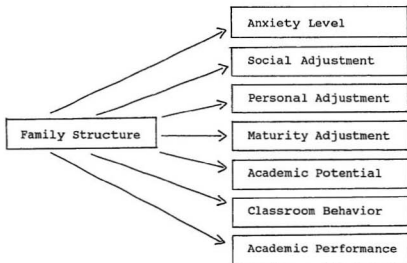 Anxiety Level
Social Adjustment
Personal Adjustment
Family Structure
Maturity Adjustment
Academic Potential
Classroom Behavior
Academic Performance